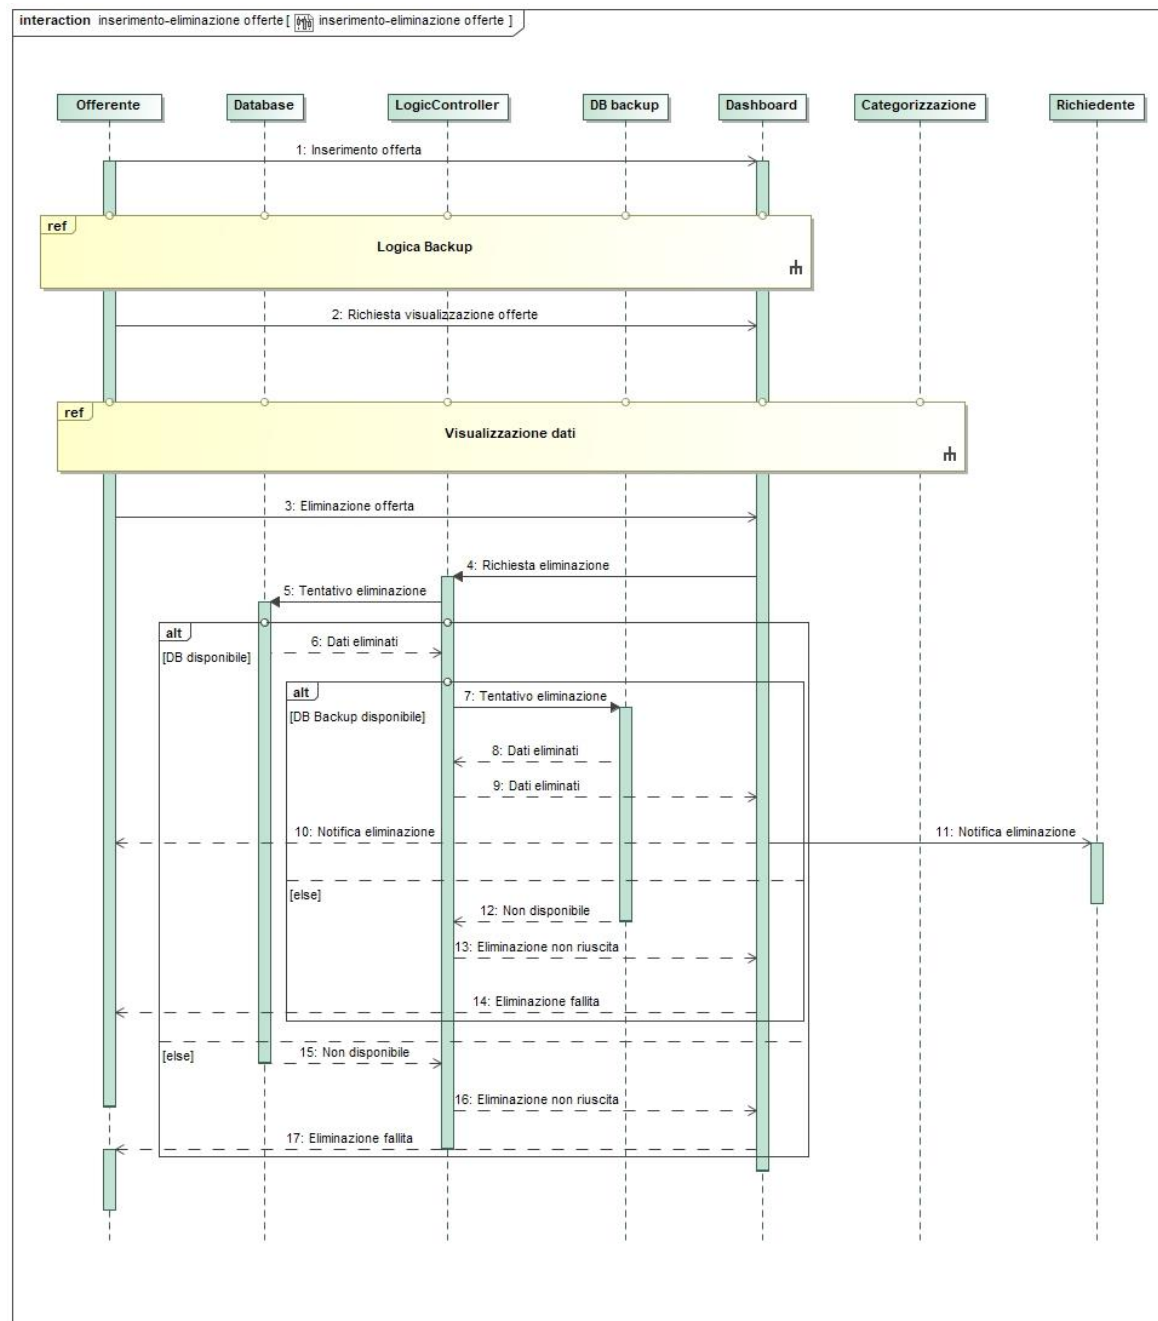 interaction inserimento-eliminazione offerte [ inserimento-eliminazione offerte ]
Offerente Database LogicController DB backup Dashboard Categorizzazione Richiedente
1: Inserimento offerta
ref
Logica Backup
2: Richiesta visualizzazione offerte
ref
Visualizzazione dati
3: Eliminazione offerta
4: Richiesta eliminazione
5: Tentativo eliminazione
alt
6: Dati eliminati
[DB disponibile]
alt
7: Tentativo eliminazione
[DB Backup disponibile]
8: Dati eliminati
9: Dati eliminati
10: Notifica eliminazione
11: Notifica eliminazione
[else]
12: Non disponibile
13: Eliminazione non riuscita
14: Eliminazione fallita
[else]
15: Non disponibile
16: Eliminazione non riuscita
17: Eliminazione fallita